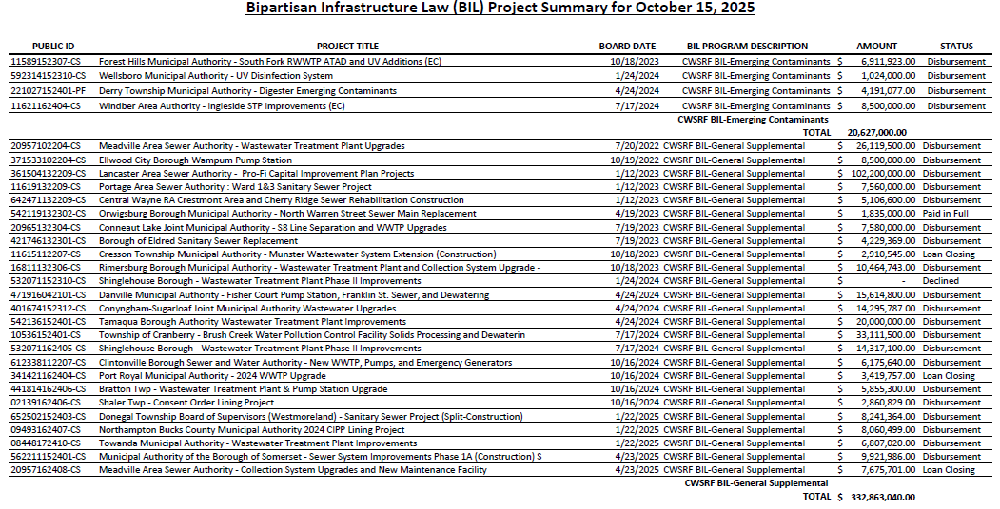 Bipartisan Infrastructure Law (BIL) Project Summary for October 15, 2025
PUBLIC ID PROJECT TITLE BOARD DATE BIL PROGRAM DESCRIPTION AMOUNT STATUS
11589152307-CS Forest Hills Municipal Authority - South Fork RWWTP ATAD and UV Additions (EC) 10/18/2023 CWSRF BIL-Emerging Contaminants $ 6,911,923.00 Disbursement
592314152310-CS Wellsboro Municipal Authority - UV Disinfection System 1/24/2024 CWSRF BIL-Emerging Contaminants $ 1,024,000.00 Disbursement
221027152401-PF Derry Township Municipal Authority - Digester Emerging Contaminants 4/24/2024 CWSRF BIL-Emerging Contaminants $ 4,191,077.00 Disbursement
11621162404-CS Windber Area Authority - Ingleside STP Improvements (EC) 7/17/2024 CWSRF BIL-Emerging Contaminants $ 8,500,000.00 Disbursement
CWSRF BIL-Emerging Contaminants
TOTAL 20,627,000.00
20957102204-CS Meadville Area Sewer Authority - Wastewater Treatment Plant Upgrades 7/20/2022 CWSRF BIL-General Supplemental $ 26,119,500.00 Disbursement
371533102204-CS Ellwood City Borough Wampum Pump Station 10/19/2022 CWSRF BIL-General Supplemental $ 8,500,000.00 Disbursement
361504132209-CS Lancaster Area Sewer Authority - Pro-Fi Capital Improvement Plan Projects 1/12/2023 CWSRF BIL-General Supplemental $ 102,200,000.00 Disbursement
11619132209-CS Portage Area Sewer Authority : Ward 1&3 Sanitary Sewer Project 1/12/2023 CWSRF BIL-General Supplemental $ 7,560,000.00 Disbursement
642471132209-CS Central Wayne RA Crestmont Area and Cherry Ridge Sewer Rehabilitation Construction 1/12/2023 CWSRF BIL-General Supplemental $ 5,106,600.00 Disbursement
542119132302-CS Orwigsburg Borough Municipal Authority - North Warren Street Sewer Main Replacement 4/19/2023 CWSRF BIL-General Supplemental $ 1,835,000.00 Paid in Full
20965132304-CS Conneaut Lake Joint Municipal Authority - S8 Line Separation and WWTP Upgrades 7/19/2023 CWSRF BIL-General Supplemental $ 7,580,000.00 Disbursement
421746132301-CS Borough of Eldred Sanitary Sewer Replacement 7/19/2023 CWSRF BIL-General Supplemental $ 4,229,369.00 Disbursement
11615112207-CS Cresson Township Municipal Authority - Munster Wastewater System Extension (Construction) 10/18/2023 CWSRF BIL-General Supplemental $ 2,910,545.00 Loan Closing
16811132306-CS Rimersburg Borough Municipal Authority - Wastewater Treatment Plant and Collection System Upgrade - 10/18/2023 CWSRF BIL-General Supplemental $ 10,464,743.00 Disbursement
532071152310-CS Shinglehouse Borough - Wastewater Treatment Plant Phase II Improvements 1/24/2024 CWSRF BIL-General Supplemental $ - Declined
471916042101-CS Danville Municipal Authority - Fisher Court Pump Station, Franklin St. Sewer, and Dewatering 4/24/2024 CWSRF BIL-General Supplemental $ 15,614,800.00 Disbursement
401674152312-CS Conyngham-Sugarloaf Joint Municipal Authority Wastewater Upgrades 4/24/2024 CWSRF BIL-General Supplemental $ 14,295,787.00 Disbursement
542136152401-CS Tamaqua Borough Authority Wastewater Treatment Plant Improvements 4/24/2024 CWSRF BIL-General Supplemental $ 20,000,000.00 Disbursement
10536152401-CS Township of Cranberry - Brush Creek Water Pollution Control Facility Solids Processing and Dewaterin 7/17/2024 CWSRF BIL-General Supplemental $ 33,111,500.00 Disbursement
532071162405-CS Shinglehouse Borough - Wastewater Treatment Plant Phase II Improvements 7/17/2024 CWSRF BIL-General Supplemental $ 14,317,100.00 Disbursement
612338112207-CS Clintonville Borough Sewer and Water Authority - New WWTP, Pumps, and Emergency Generators 10/16/2024 CWSRF BIL-General Supplemental $ 6,175,640.00 Disbursement
341421162404-CS Port Royal Municipal Authority - 2024 WWTP Upgrade 10/16/2024 CWSRF BIL-General Supplemental $ 3,419,757.00 Loan Closing
441814162406-CS Bratton Twp - Wastewater Treatment Plant & Pump Station Upgrade 10/16/2024 CWSRF BIL-General Supplemental $ 5,855,300.00 Disbursement
02139162406-CS Shaler Twp - Consent Order Lining Project 10/16/2024 CWSRF BIL-General Supplemental $ 2,860,829.00 Disbursement
652502152403-CS Donegal Township Board of Supervisors (Westmoreland) - Sanitary Sewer Project (Split-Construction) 1/22/2025 CWSRF BIL-General Supplemental $ 8,241,364.00 Disbursement
09493162407-CS Northampton Bucks County Municipal Authority 2024 CIPP Lining Project 1/22/2025 CWSRF BIL-General Supplemental $ 8,060,499.00 Disbursement
08448172410-CS Towanda Municipal Authority - Wastewater Treatment Plant Improvements 1/22/2025 CWSRF BIL-General Supplemental $ 6,807,020.00 Disbursement
562211152401-CS Municipal Authority of the Borough of Somerset - Sewer System Improvements Phase 1A (Construction) S 4/23/2025 CWSRF BIL-General Supplemental $ 9,921,986.00 Disbursement
20957162408-CS Meadville Area Sewer Authority - Collection System Upgrades and New Maintenance Facility 4/23/2025 CWSRF BIL-General Supplemental $ 7,675,701.00 Loan Closing
CWSRF BIL-General Supplemental
TOTAL $ 332,863,040.00